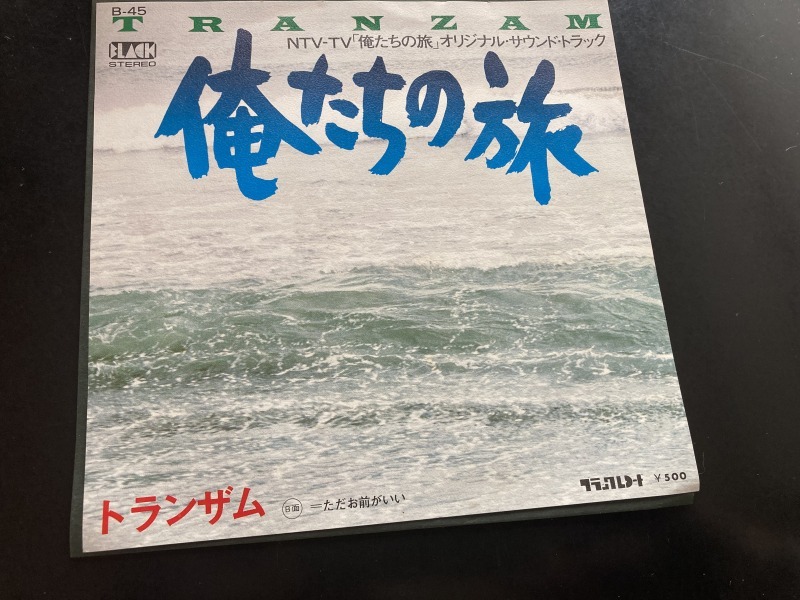 B-45
TRANZAM
BLACK
STEREO
NTV-TV「俺たちの旅」オリジナル・サウンド・トラック
俺たちの旅
トランザム
B面=ただお前がいい
ブラックレコード ¥500